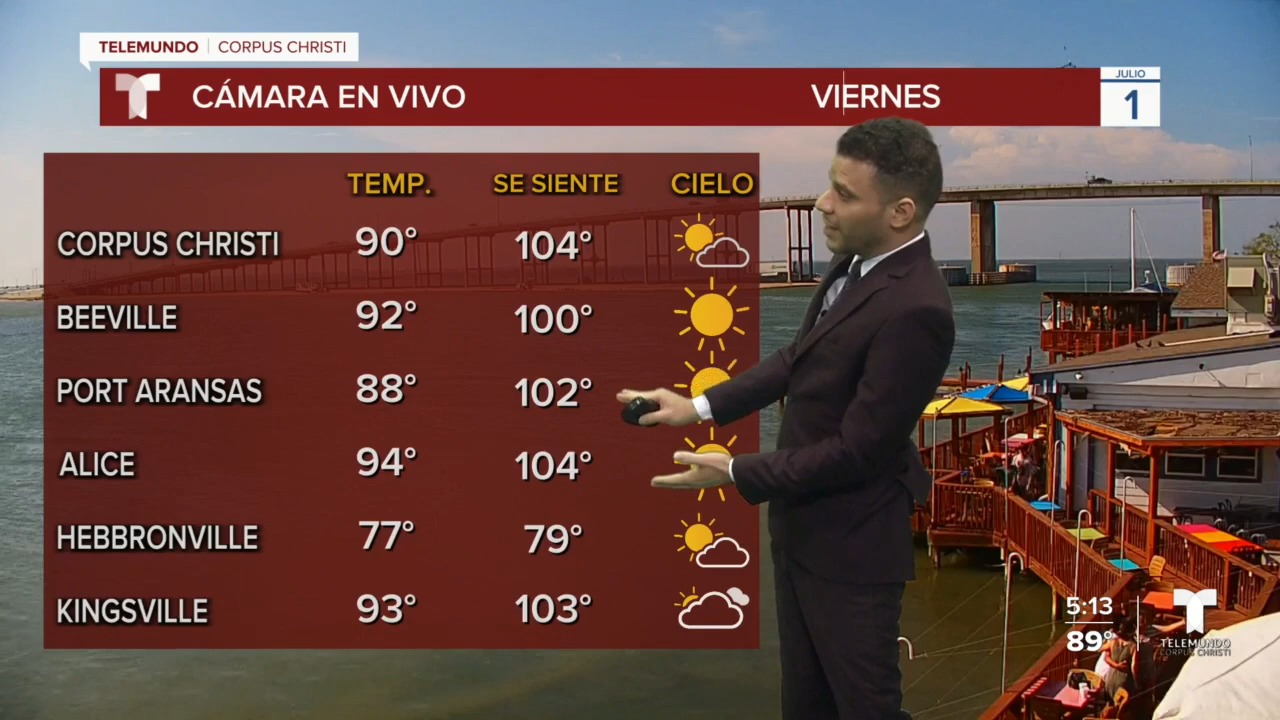 TELEMUNDO | CORPUS CHRISTI
CÁMARA EN VIVO
VIERNES
JULIO
1
TEMP. SE SIENTE CIELO
CORPUS CHRISTI 90° 104°
BEEVILLE 92° 100°
PORT ARANSAS 88° 102°
ALICE 94° 104°
HEBBRONVILLE 77° 79°
KINGSVILLE 93° 103°
5:13
89°
TELEMUNDO
CORPUS CHRISTI